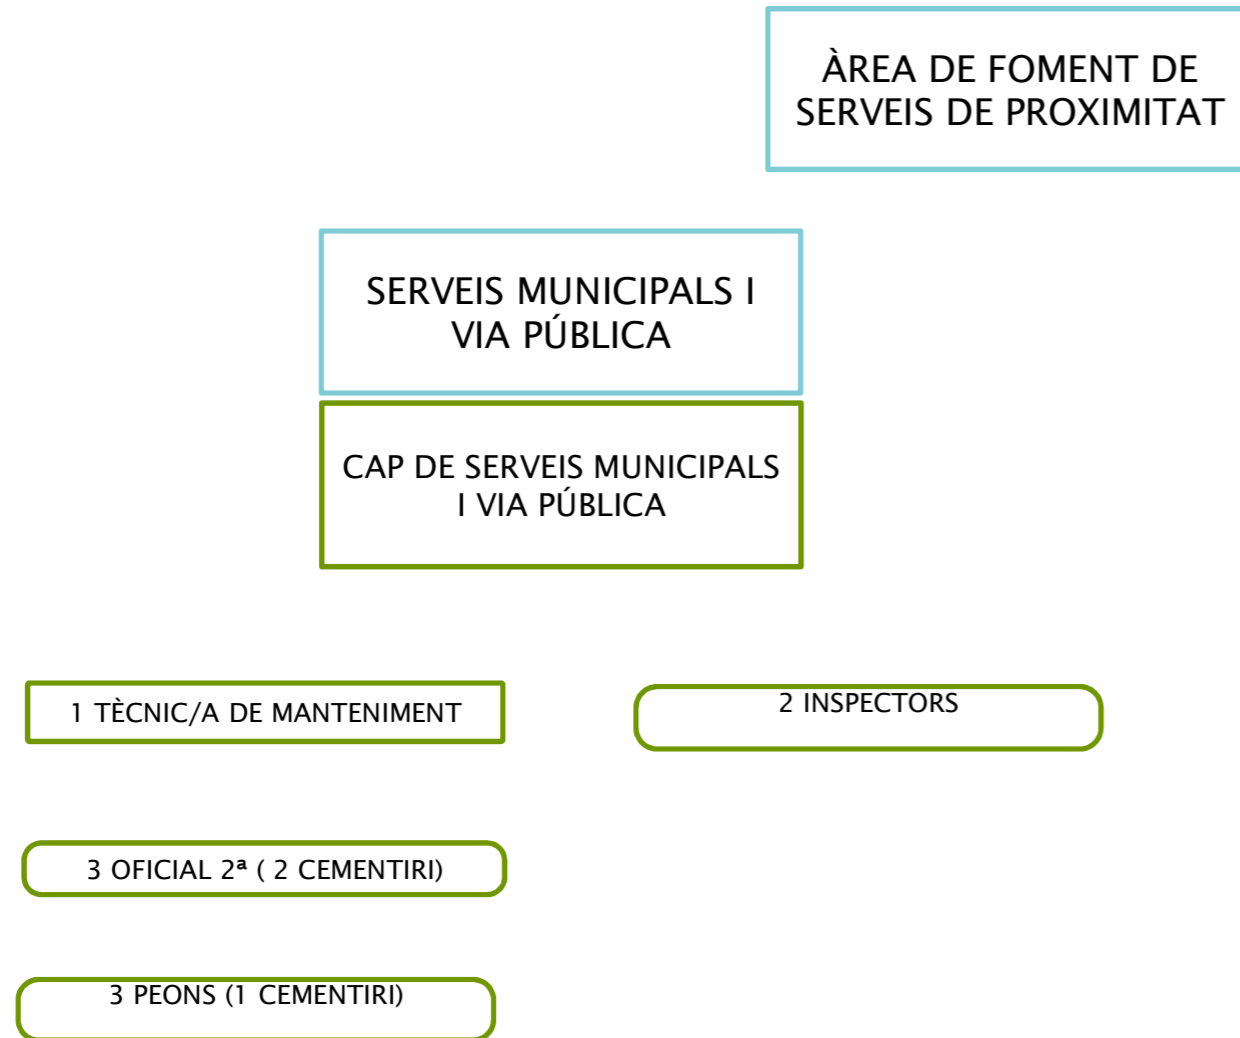 ÀREA DE FOMENT DE
SERVEIS DE PROXIMITAT
SERVEIS MUNICIPALS I
VIA PÚBLICA
CAP DE SERVEIS MUNICIPALS
I VIA PÚBLICA
1 TÈCNIC/A DE MANTENIMENT
2 INSPECTORS
3 OFICIAL 2ª ( 2 CEMENTIRI)
3 PEONS (1 CEMENTIRI)